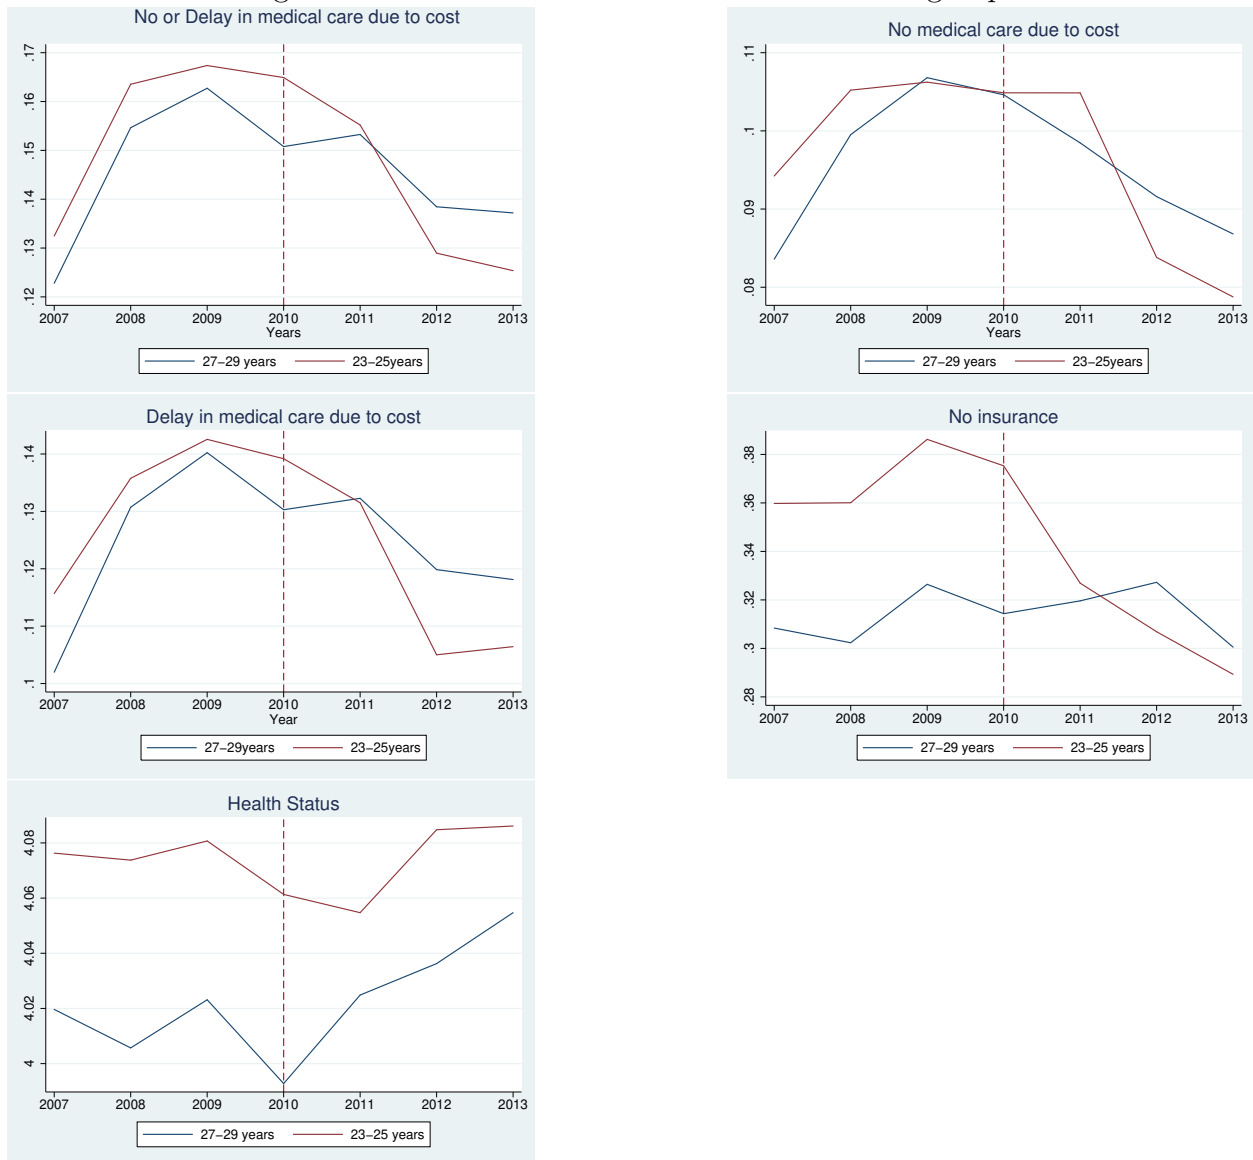 No or Delay in medical care due to cost
.17
.16
.15
.14
.13
.12
2007 2008 2009 2010 2011 2012 2013
Years
27–29 years 23–25years
No medical care due to cost
.11
.1
.09
.08
2007 2008 2009 2010 2011 2012 2013
Years
27–29 years 23–25years
Delay in medical care due to cost
.14
.13
.12
.11
.1
2007 2008 2009 2010 2011 2012 2013
Year
27–29years 23–25years
No insurance
.38
.36
.34
.32
.3
.28
2007 2008 2009 2010 2011 2012 2013
27–29 years 23–25 years
Health Status
4.08
4.06
4.04
4.02
4
2007 2008 2009 2010 2011 2012 2013
27–29 years 23–25 years